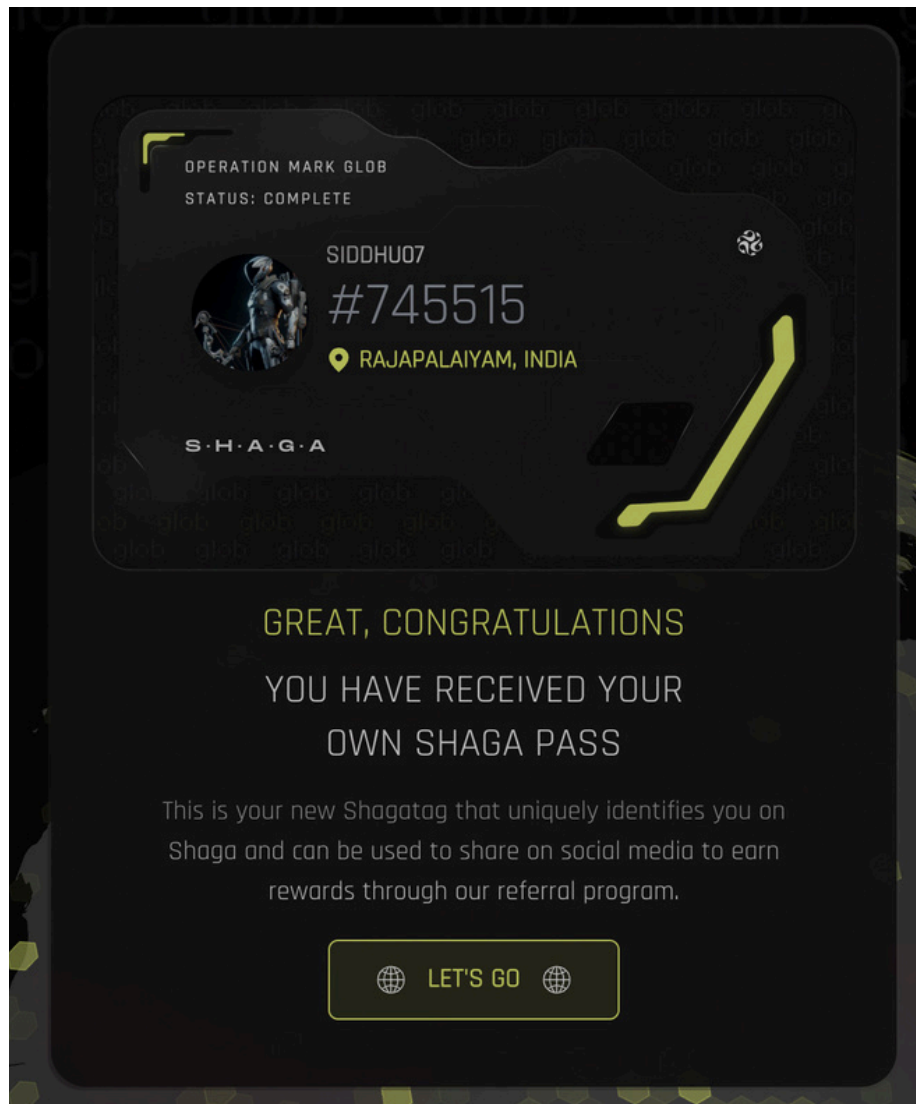 OPERATION MARK GLOB
STATUS: COMPLETE
SIDDHU07
#745515
RAJAPALAIYAM, INDIA
S·H·A·G·A
GREAT, CONGRATULATIONS
YOU HAVE RECEIVED YOUR
OWN SHAGA PASS
This is your new Shagatag that uniquely identifies you on
Shaga and can be used to share on social media to earn
rewards through our referral program.
LET'S GO